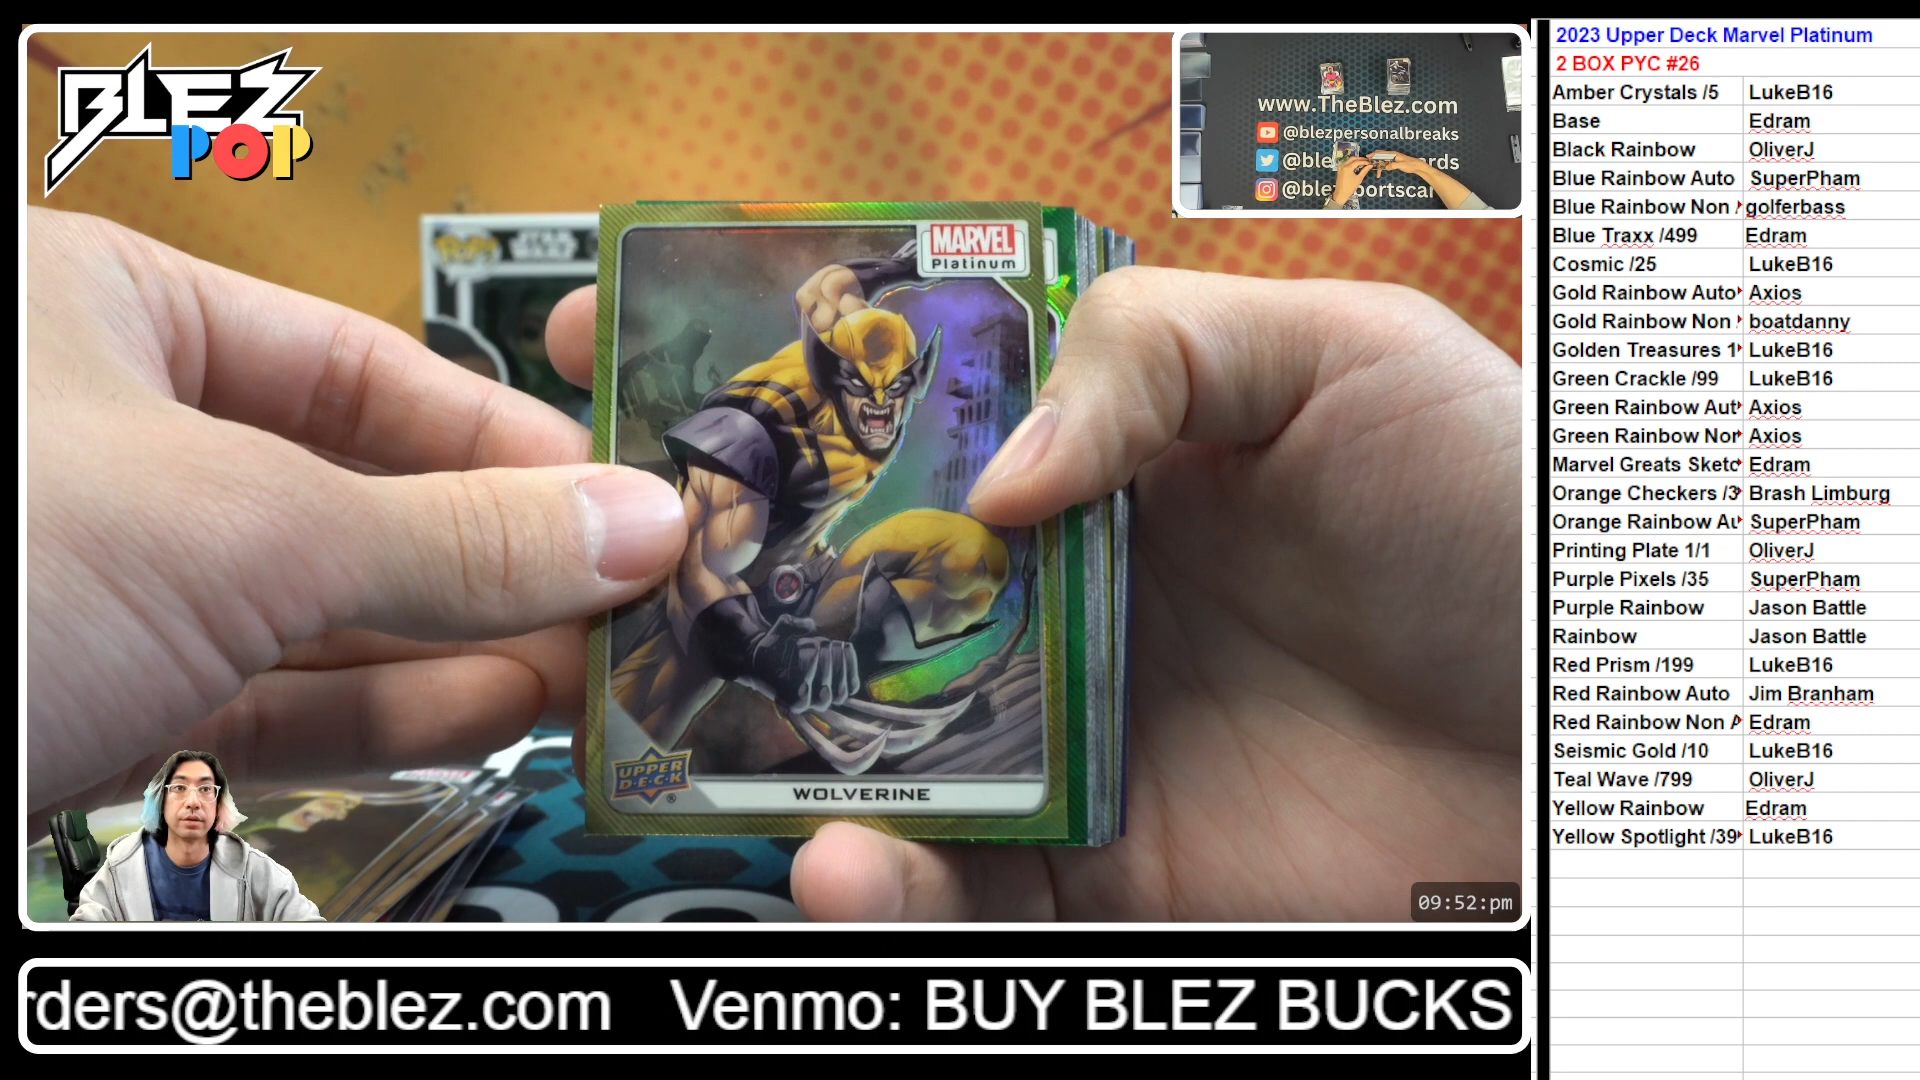 BLEZ
POP
STAR
WARS
MARVEL
Platinum
UPPER
D·E·C·K
®
WOLVERINE
www.TheBlez.com
@blezpersonalbreaks
09:52:pm
rders@theblez.com Venmo: BUY BLEZ BUCKS
2023 Upper Deck Marvel Platinum
2 BOX PYC #26
Amber Crystals /5 LukeB16
Base Edram
Black Rainbow OliverJ
Blue Rainbow Auto SuperPham
Blue Rainbow Non golferbass
Blue Traxx /499 Edram
Cosmic /25 LukeB16
Gold Rainbow Auto Axios
Gold Rainbow Non boatdanny
Golden Treasures 1 LukeB16
Green Crackle /99 LukeB16
Green Rainbow Aut Axios
Green Rainbow Nor Axios
Marvel Greats Sketc Edram
Orange Checkers /3 Brash Limburg
Orange Rainbow Au SuperPham
Printing Plate 1/1 OliverJ
Purple Pixels /35 SuperPham
Purple Rainbow Jason Battle
Rainbow Jason Battle
Red Prism /199 LukeB16
Red Rainbow Auto Jim Branham
Red Rainbow Non A Edram
Seismic Gold /10 LukeB16
Teal Wave /799 OliverJ
Yellow Rainbow Edram
Yellow Spotlight /39 LukeB16